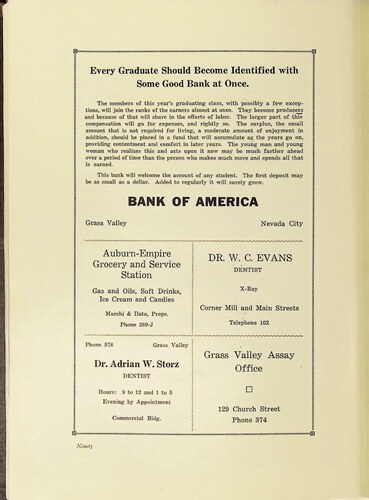 Every Graduate Should Become Identified with
Some Good Bank at Once.
The members of this year's graduating class, with possibly a few excep-
tions, will join the ranks of the earners almost at once. They become producers
and because of that will share in the efforts of labor. The larger part of this
compensation will go for expenses, and rightly so. The surplus, the small
amount that is not required for living, a moderate amount of enjoyment in
addition, should be placed in a fund that will accumulate as the years go on,
providing contentment and comfort in later years. The young man and young
woman who realizes this and acts upon it now may be much farther ahead
over a period of time than the person who makes much more and spends all that
is earned.
This bank will welcome the account of any student. The first deposit may
be as small as a dollar. Added to regularly it will surely grow.
BANK OF AMERICA
Grass Valley Nevada City
Auburn-Empire
Grocery and Service
Station
Gas and Oils, Soft Drinks,
Ice Cream and Candies
Marchi & Data, Props.
Phone 289-J
DR. W. C. EVANS
DENTIST
X-Ray
Corner Mill and Main Streets
Telephone 102
Phone 378 Grass Valley
Dr. Adrian W. Storz
DENTIST
Hours: 9 to 12 and 1 to 5
Evening by Appointment
Commercial Bldg.
Grass Valley Assay
Office
129 Church Street
Phone 374
Ninety